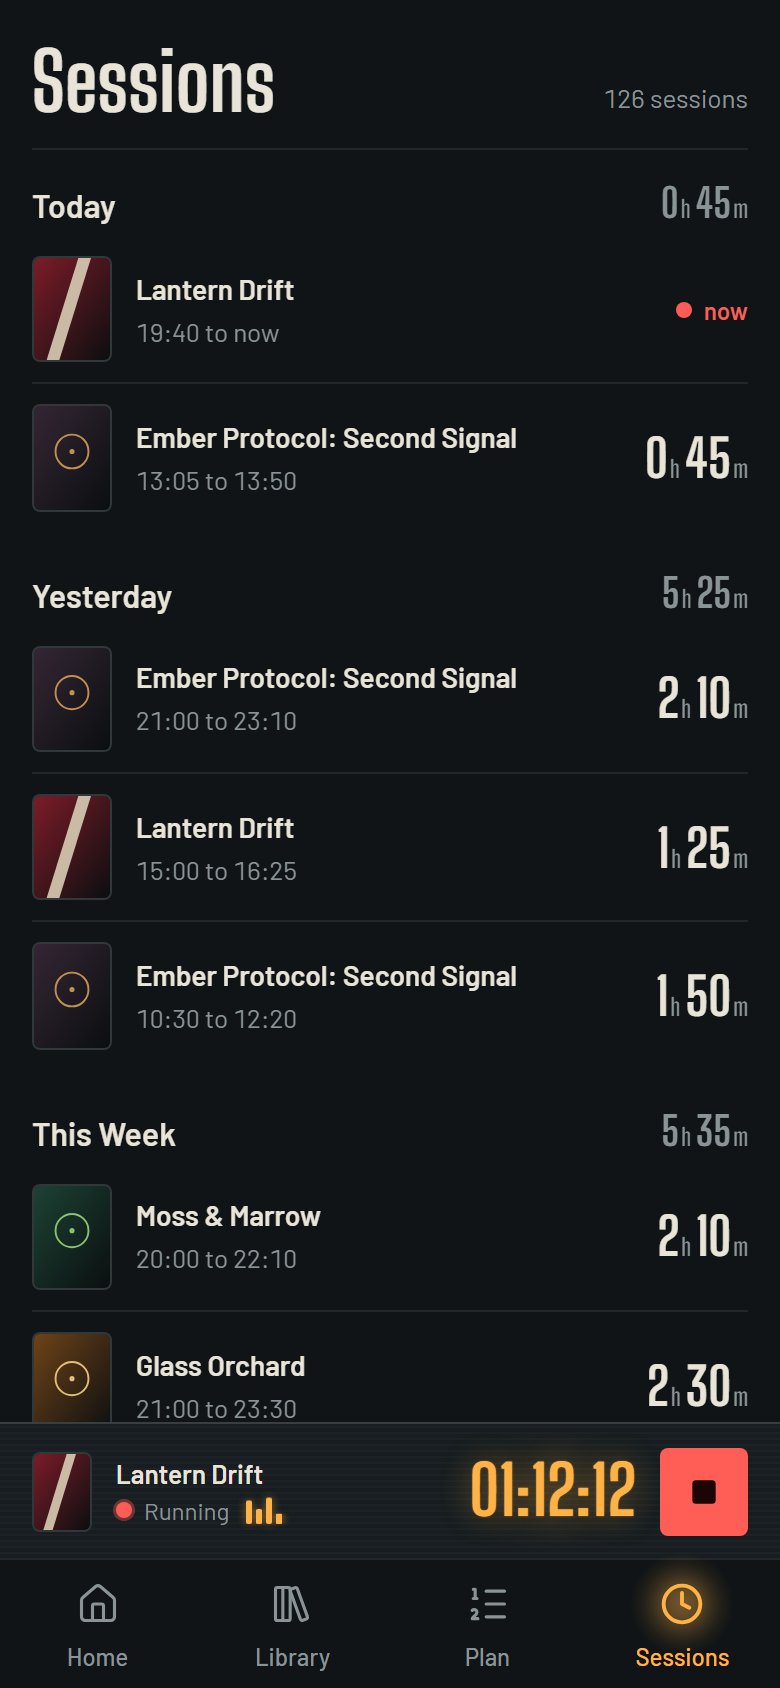 Sessions
126 sessions
Today
0h 45m
Lantern Drift
19:40 to now
now
Ember Protocol: Second Signal
13:05 to 13:50
0h 45m
Yesterday
5h 25m
Ember Protocol: Second Signal
21:00 to 23:10
2h 10m
Lantern Drift
15:00 to 16:25
1h 25m
Ember Protocol: Second Signal
10:30 to 12:20
1h 50m
This Week
5h 35m
Moss & Marrow
20:00 to 22:10
2h 10m
Glass Orchard
21:00 to 23:30
2h 30m
Lantern Drift
Running
01:12:12
Home
Library
1
2
Plan
Sessions